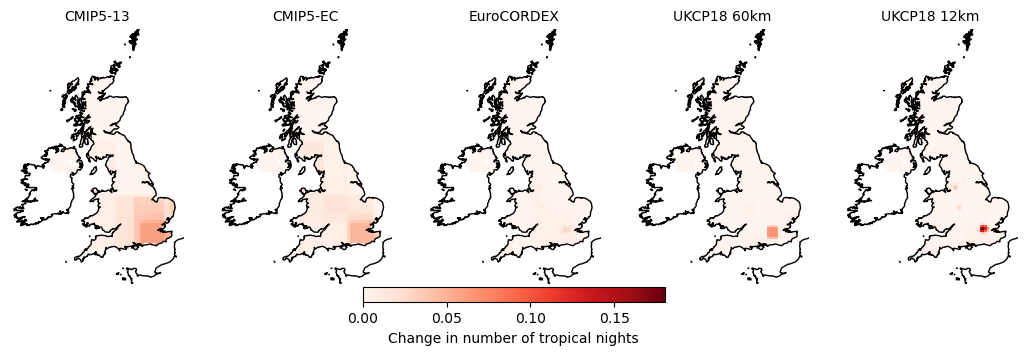 CMIP5-13 CMIP5-EC EuroCORDEX UKCP18 60km UKCP18 12km
0.00 0.05 0.10 0.15
Change in number of tropical nights